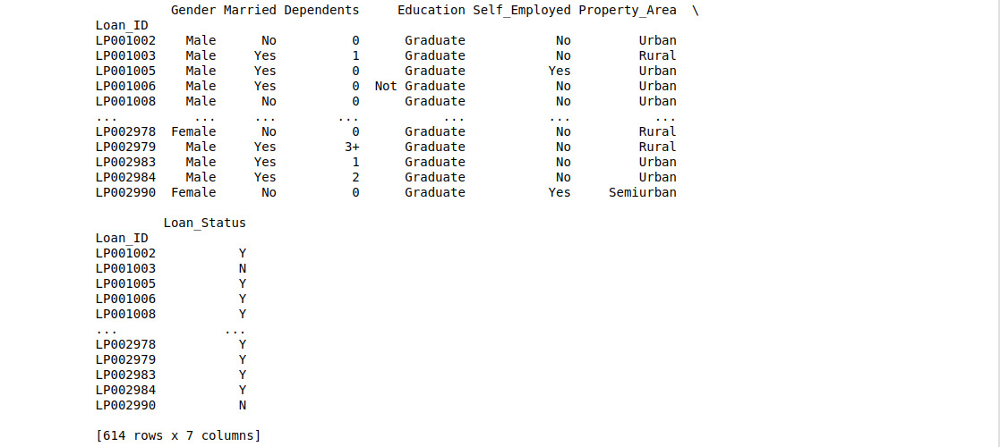 Gender Married Dependents     Education Self_Employed Property_Area  \
Loan_ID
LP001002    Male      No          0      Graduate            No         Urban
LP001003    Male     Yes          1      Graduate            No         Rural
LP001005    Male     Yes          0      Graduate           Yes         Urban
LP001006    Male     Yes          0  Not Graduate            No         Urban
LP001008    Male      No          0      Graduate            No         Urban
...          ...     ...        ...           ...           ...           ...
LP002978  Female      No          0      Graduate            No         Rural
LP002979    Male     Yes         3+      Graduate            No         Rural
LP002983    Male     Yes          1      Graduate            No         Urban
LP002984    Male     Yes          2      Graduate            No         Urban
LP002990  Female      No          0      Graduate           Yes     Semiurban
Loan_Status
Loan_ID
LP001002           Y
LP001003           N
LP001005           Y
LP001006           Y
LP001008           Y
...              ...
LP002978           Y
LP002979           Y
LP002983           Y
LP002984           Y
LP002990           N
[614 rows x 7 columns]